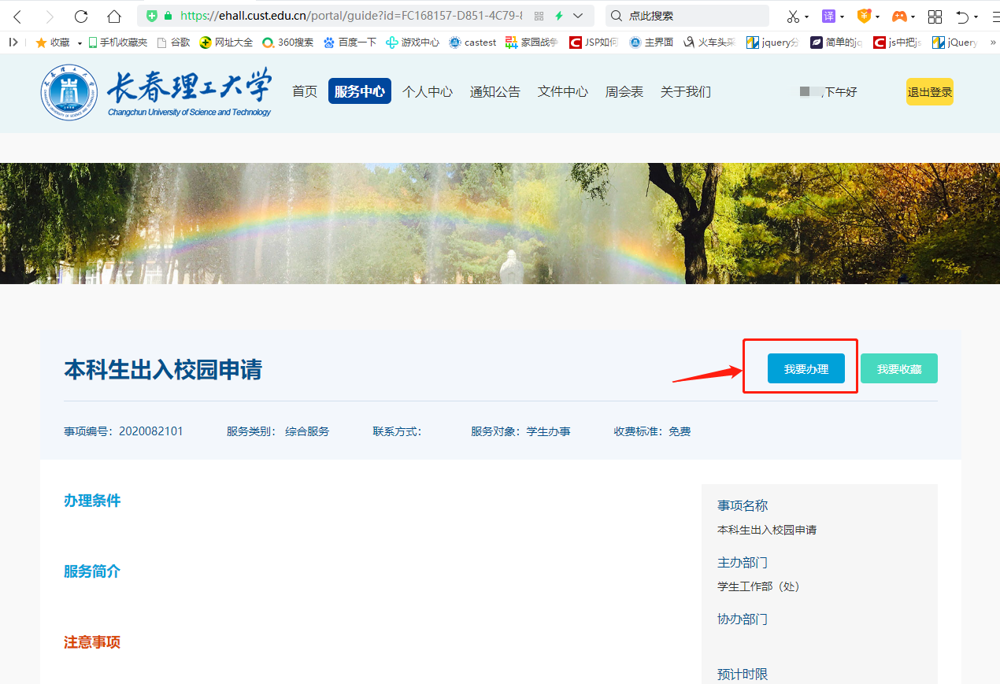 https://ehall.cust.edu.cn/portal/guide?id=FC168157-D851-4C79-8
点此搜索
译
收藏 手机收藏夹 谷歌 网址大全 360搜索 百度一下 游戏中心 castest 家园战争 JSP如何 主界面 火车头采 jquery分 简单的jq js中把js jQuery »
长春理工大学
Changchun University of Science and Technology
首页 服务中心 个人中心 通知公告 文件中心 周会表 关于我们 下午好 退出登录
本科生出入校园申请 我要办理 我要收藏
事项编号：2020082101 服务类别： 综合服务 联系方式： 服务对象：学生办事 收费标准：免费
办理条件
服务简介
注意事项
事项名称
本科生出入校园申请
主办部门
学生工作部（处）
协办部门
预计时限